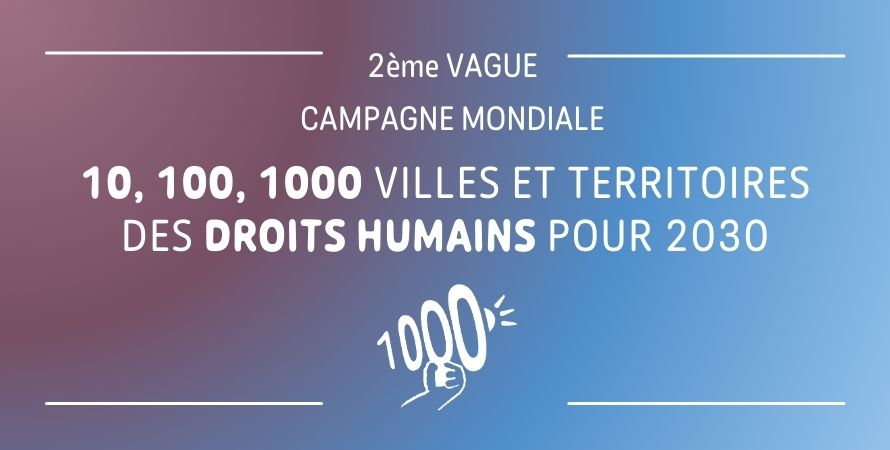 2ème VAGUE
CAMPAGNE MONDIALE
10, 100, 1000 VILLES ET TERRITOIRES
DES DROITS HUMAINS POUR 2030
1000